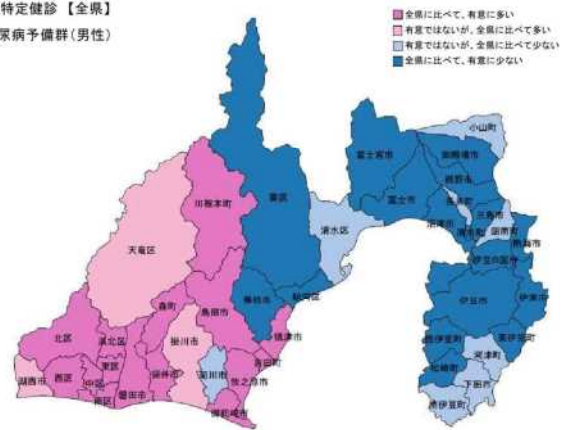 特定健診 【全県】
尿病予備群(男性)
全県に比べて、有意に多い
有意ではないが、全県に比べて多い
有意ではないが、全県に比べて少ない
全県に比べて、有意に少ない
小山町
富士宮市
御殿場市
裾野市
葵区
川根本町
富士市
長泉町
三島市
沼津市
清水町
函南町
熱海市
清水区
天竜区
伊豆の国市
駿河区
藤枝市
伊豆市
伊東市
島田市
森町
焼津市
北区
浜北区
掛川市
西伊豆町
東伊豆町
吉田町
河津町
東区
湖西市
西区
中区
袋井市
菊川市
牧之原市
松崎町
下田市
南区
磐田市
御前崎市
南伊豆町